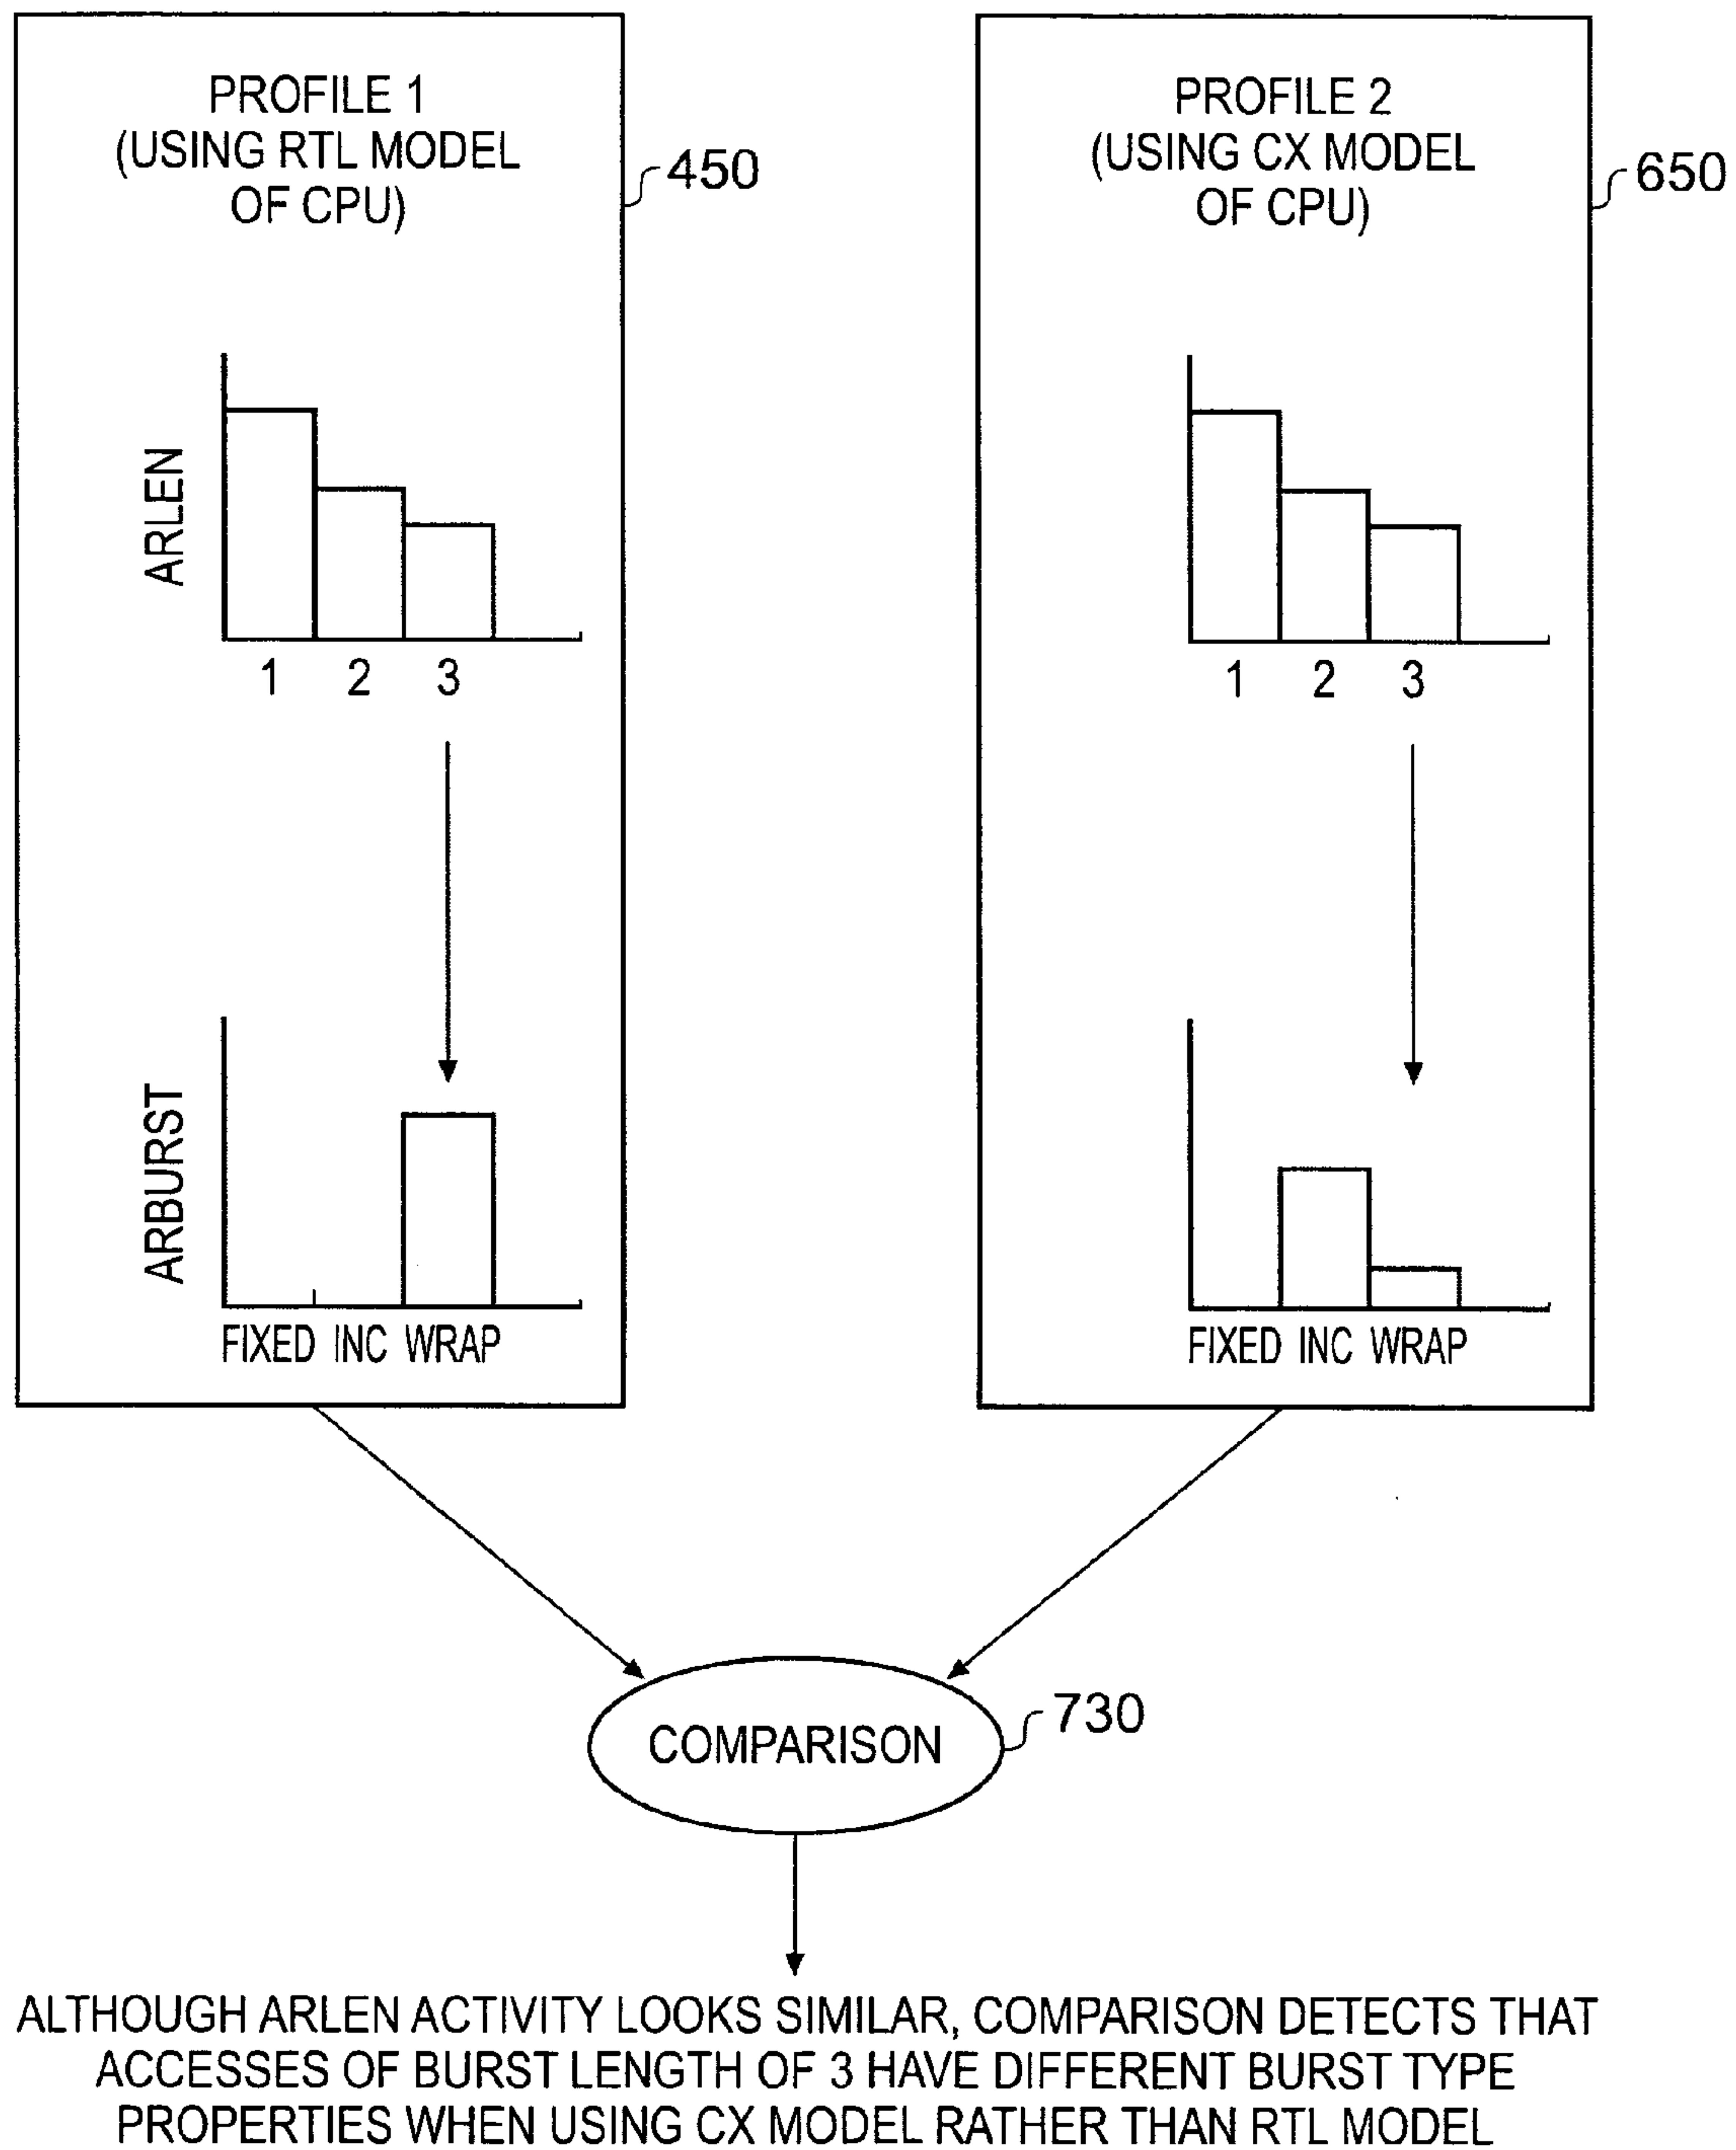 PROFILE 1
(USING RTL MODEL
OF CPU)
450
ARLEN
1 2 3
ARBURST
FIXED INC WRAP
PROFILE 2
(USING CX MODEL
OF CPU)
650
1 2 3
FIXED INC WRAP
COMPARISON
730
ALTHOUGH ARLEN ACTIVITY LOOKS SIMILAR, COMPARISON DETECTS THAT
ACCESSES OF BURST LENGTH OF 3 HAVE DIFFERENT BURST TYPE
PROPERTIES WHEN USING CX MODEL RATHER THAN RTL MODEL